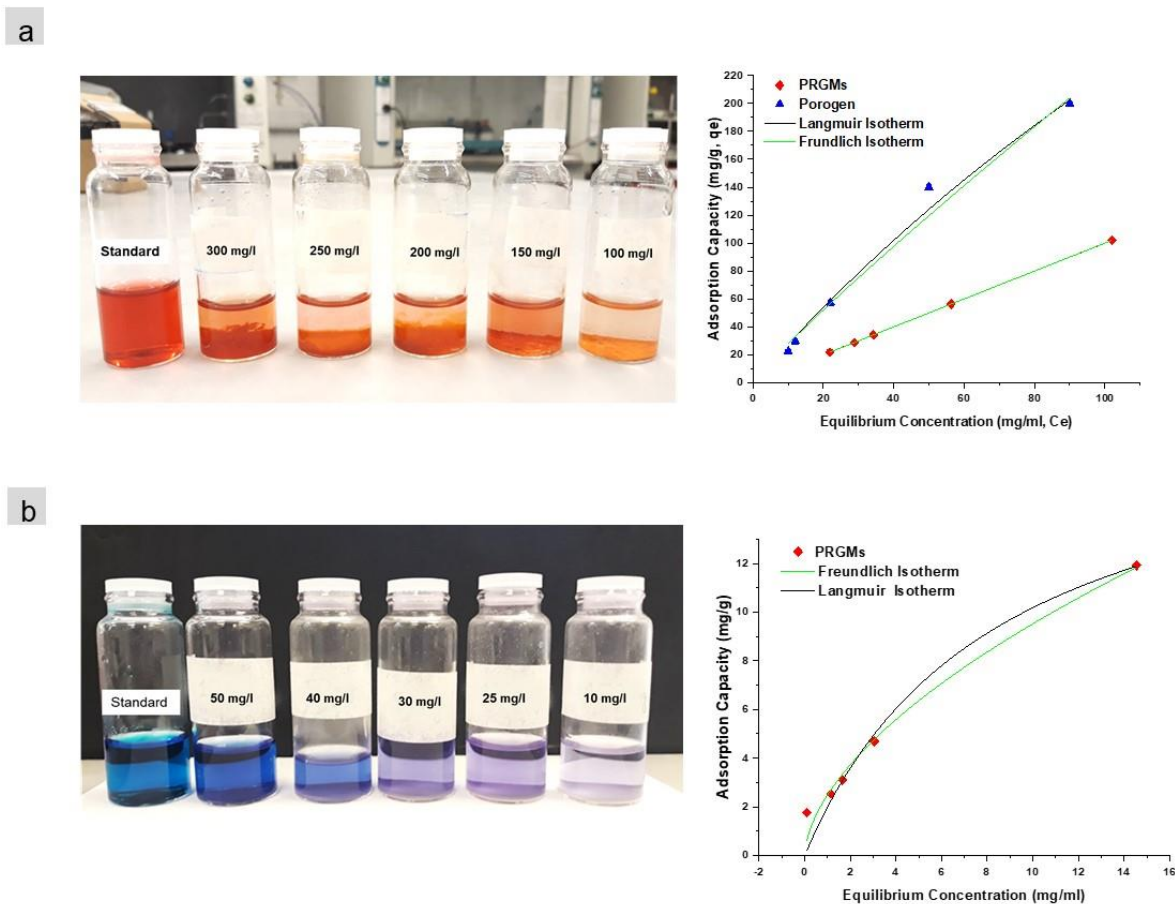 a
Standard
300 mg/l
250 mg/l
200 mg/l
150 mg/l
100 mg/l
Adsorption Capacity (mg/g, qe)
220
200
180
160
140
120
100
80
60
40
20
0
PRGMs
Porogen
Langmuir Isotherm
Frundlich Isotherm
0
20
40
60
80
100
Equilibrium Concentration (mg/ml, Ce)
b
Standard
50 mg/l
40 mg/l
30 mg/l
25 mg/l
10 mg/l
Adsorption Capacity (mg/g)
12
10
8
6
4
2
0
PRGMs
Freundlich Isotherm
Langmuir Isotherm
-2
0
2
4
6
8
10
12
14
16
Equilibrium Concentration (mg/ml)